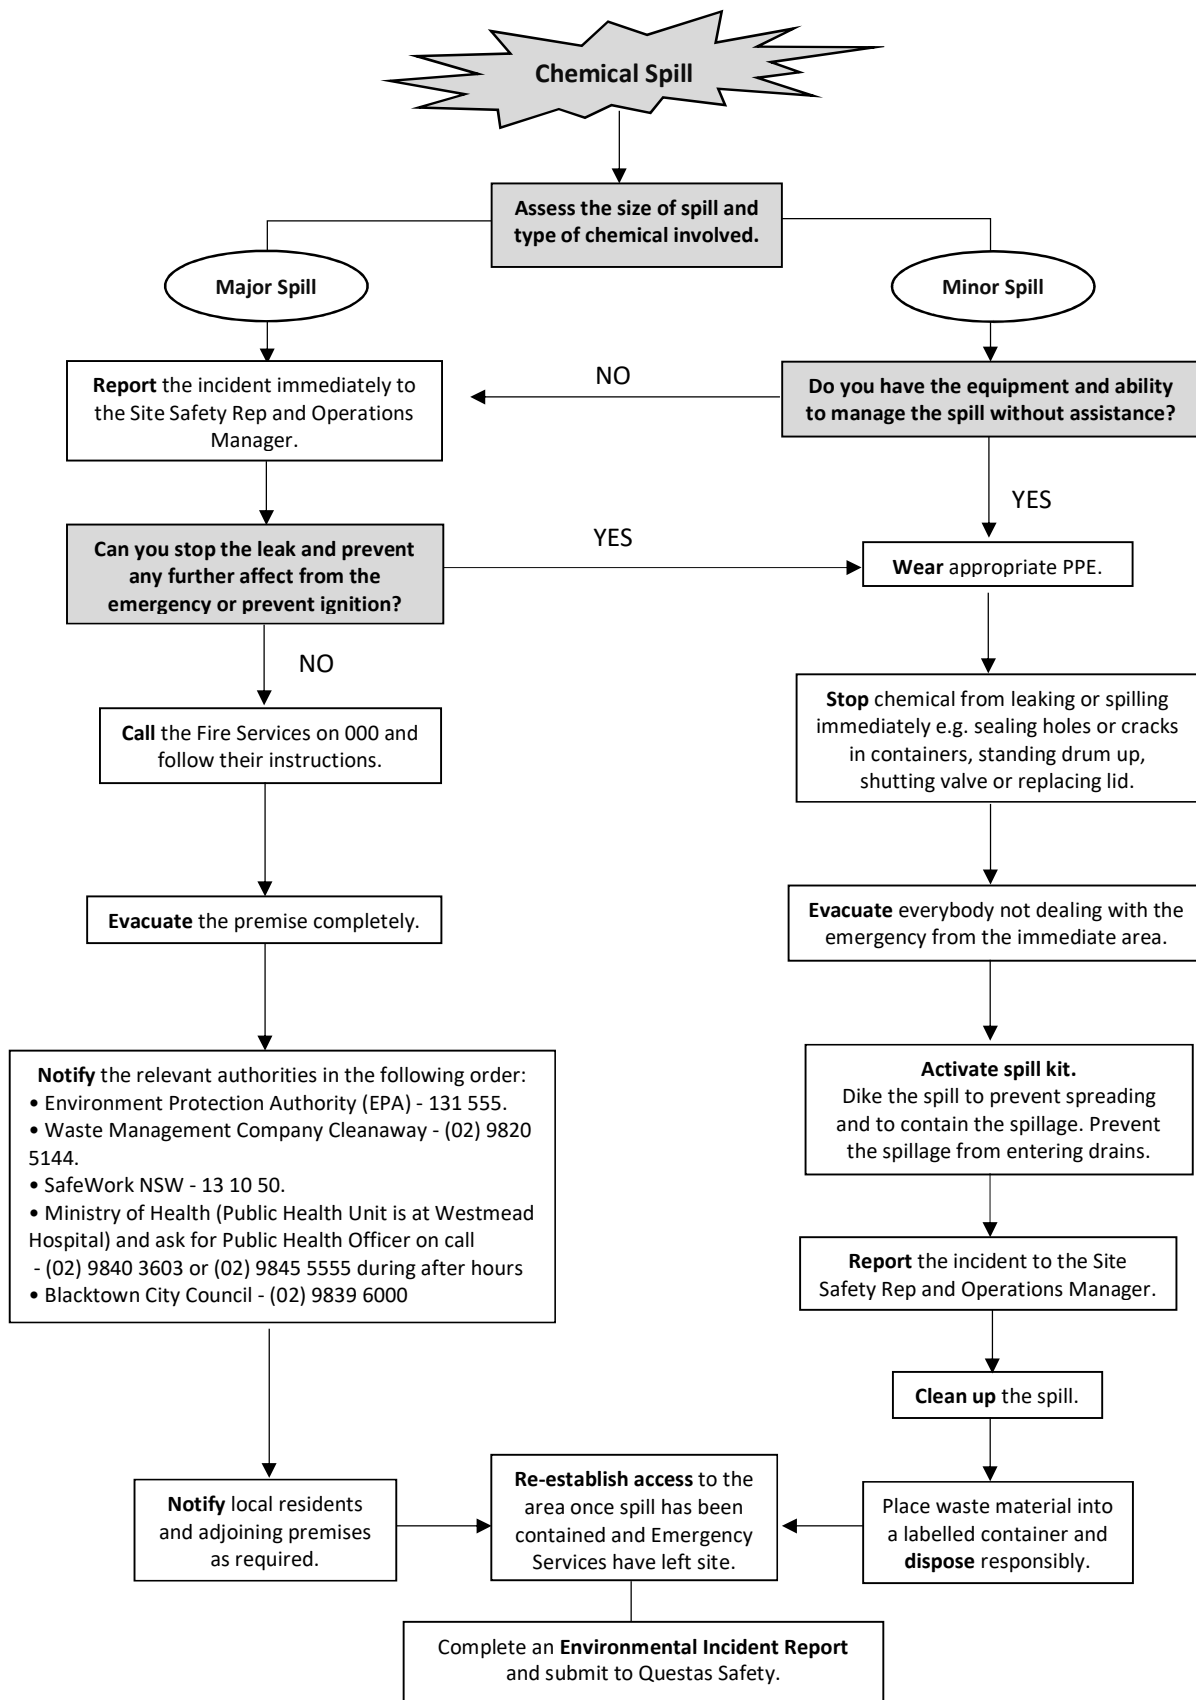 Chemical Spill
Assess the size of spill and
type of chemical involved.
Major Spill
Minor Spill
Report the incident immediately to
the Site Safety Rep and Operations
Manager.
NO
Do you have the equipment and ability
to manage the spill without assistance?
YES
Can you stop the leak and prevent
any further affect from the
emergency or prevent ignition?
YES
Wear appropriate PPE.
NO
Call the Fire Services on 000 and
follow their instructions.
Stop chemical from leaking or spilling
immediately e.g. sealing holes or cracks
in containers, standing drum up,
shutting valve or replacing lid.
Evacuate the premise completely.
Evacuate everybody not dealing with the
emergency from the immediate area.
Notify the relevant authorities in the following order:
• Environment Protection Authority (EPA) - 131 555.
• Waste Management Company Cleanaway - (02) 9820
5144.
• SafeWork NSW - 13 10 50.
• Ministry of Health (Public Health Unit is at Westmead
Hospital) and ask for Public Health Officer on call
- (02) 9840 3603 or (02) 9845 5555 during after hours
• Blacktown City Council - (02) 9839 6000
Activate spill kit.
Dike the spill to prevent spreading
and to contain the spillage. Prevent
the spillage from entering drains.
Report the incident to the Site
Safety Rep and Operations Manager.
Clean up the spill.
Notify local residents
and adjoining premises
as required.
Re-establish access to the
area once spill has been
contained and Emergency
Services have left site.
Place waste material into
a labelled container and
dispose responsibly.
Complete an Environmental Incident Report
and submit to Questas Safety.